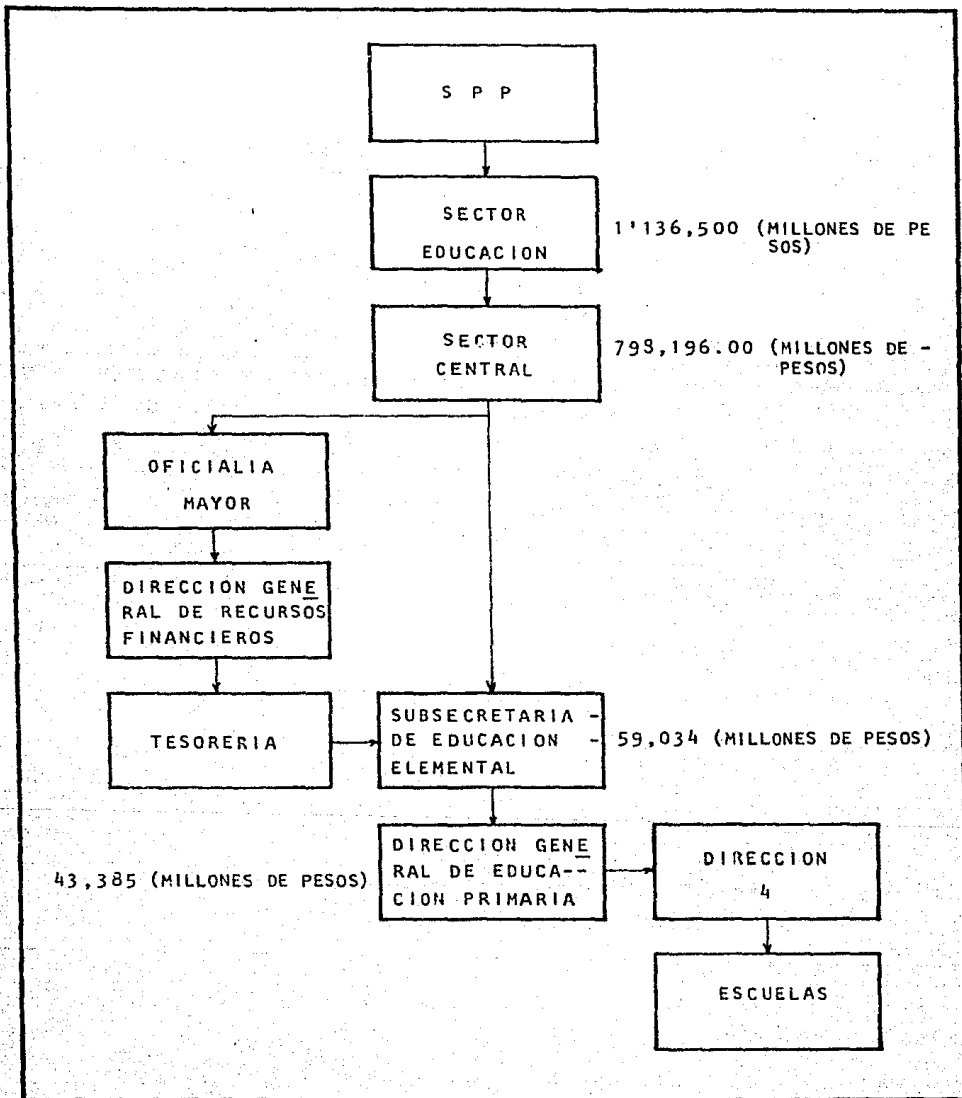 S P P
SECTOR
EDUCACION
1'136,500 (MILLONES DE PE
SOS)
SECTOR
CENTRAL
798,196.00 (MILLONES DE -
PESOS)
OFICIALIA
MAYOR
DIRECCION GENE
RAL DE RECURSOS
FINANCIEROS
TESORERIA
SUBSECRETARIA -
DE EDUCACION -
ELEMENTAL
59,034 (MILLONES DE PESOS)
43,385 (MILLONES DE PESOS)
DIRECCION GENE
RAL DE EDUCA--
CION PRIMARIA
DIRECCION
4
ESCUELAS